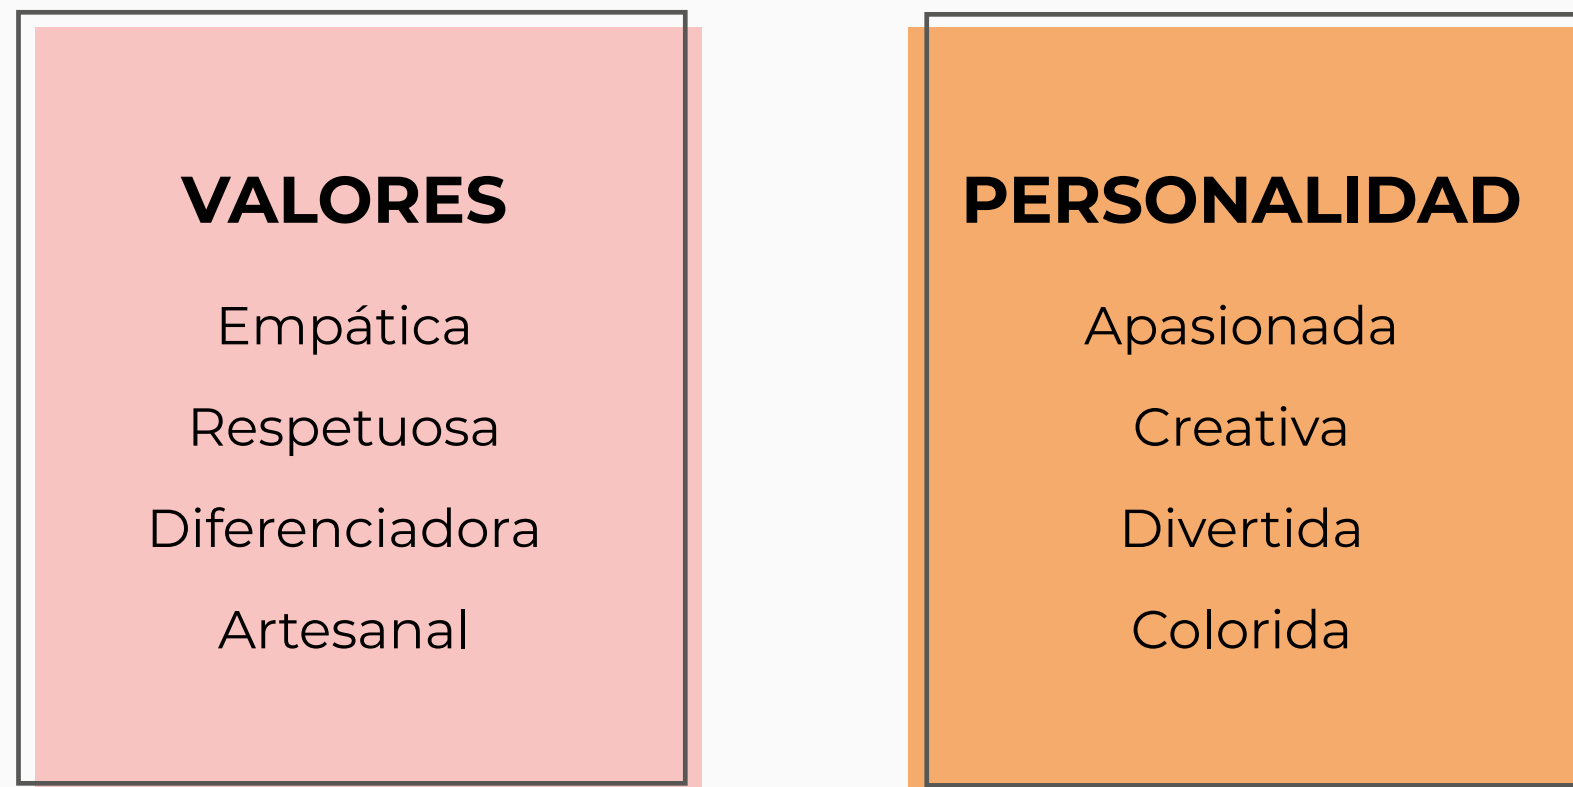 VALORES
Empática
Respetuosa
Diferenciadora
Artesanal
PERSONALIDAD
Apasionada
Creativa
Divertida
Colorida